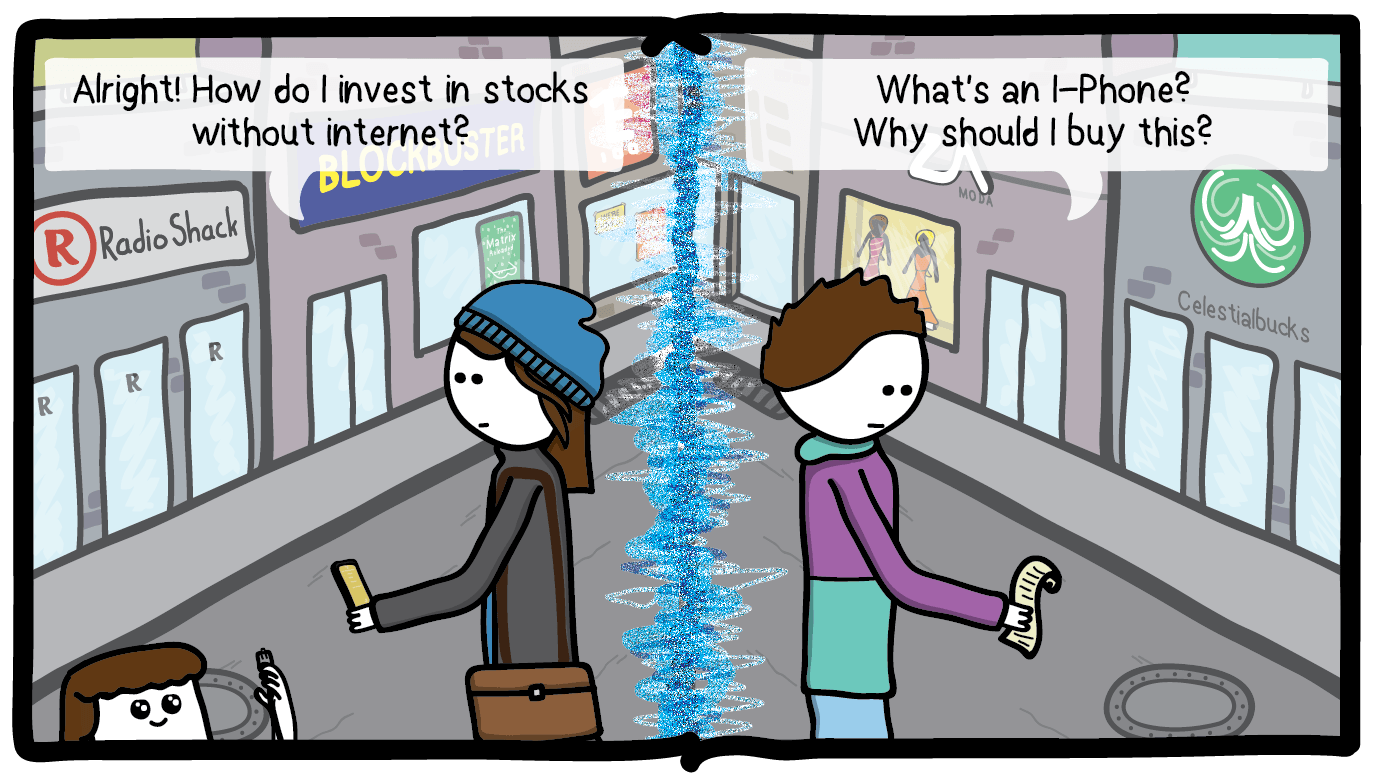 Alright! How do I invest in stocks
without internet?
What's an I-Phone?
Why should I buy this?
BLOCKBUSTER
R RadioShack
The
Matrix
Reloaded
MODA
Celestialbucks
R
R
R